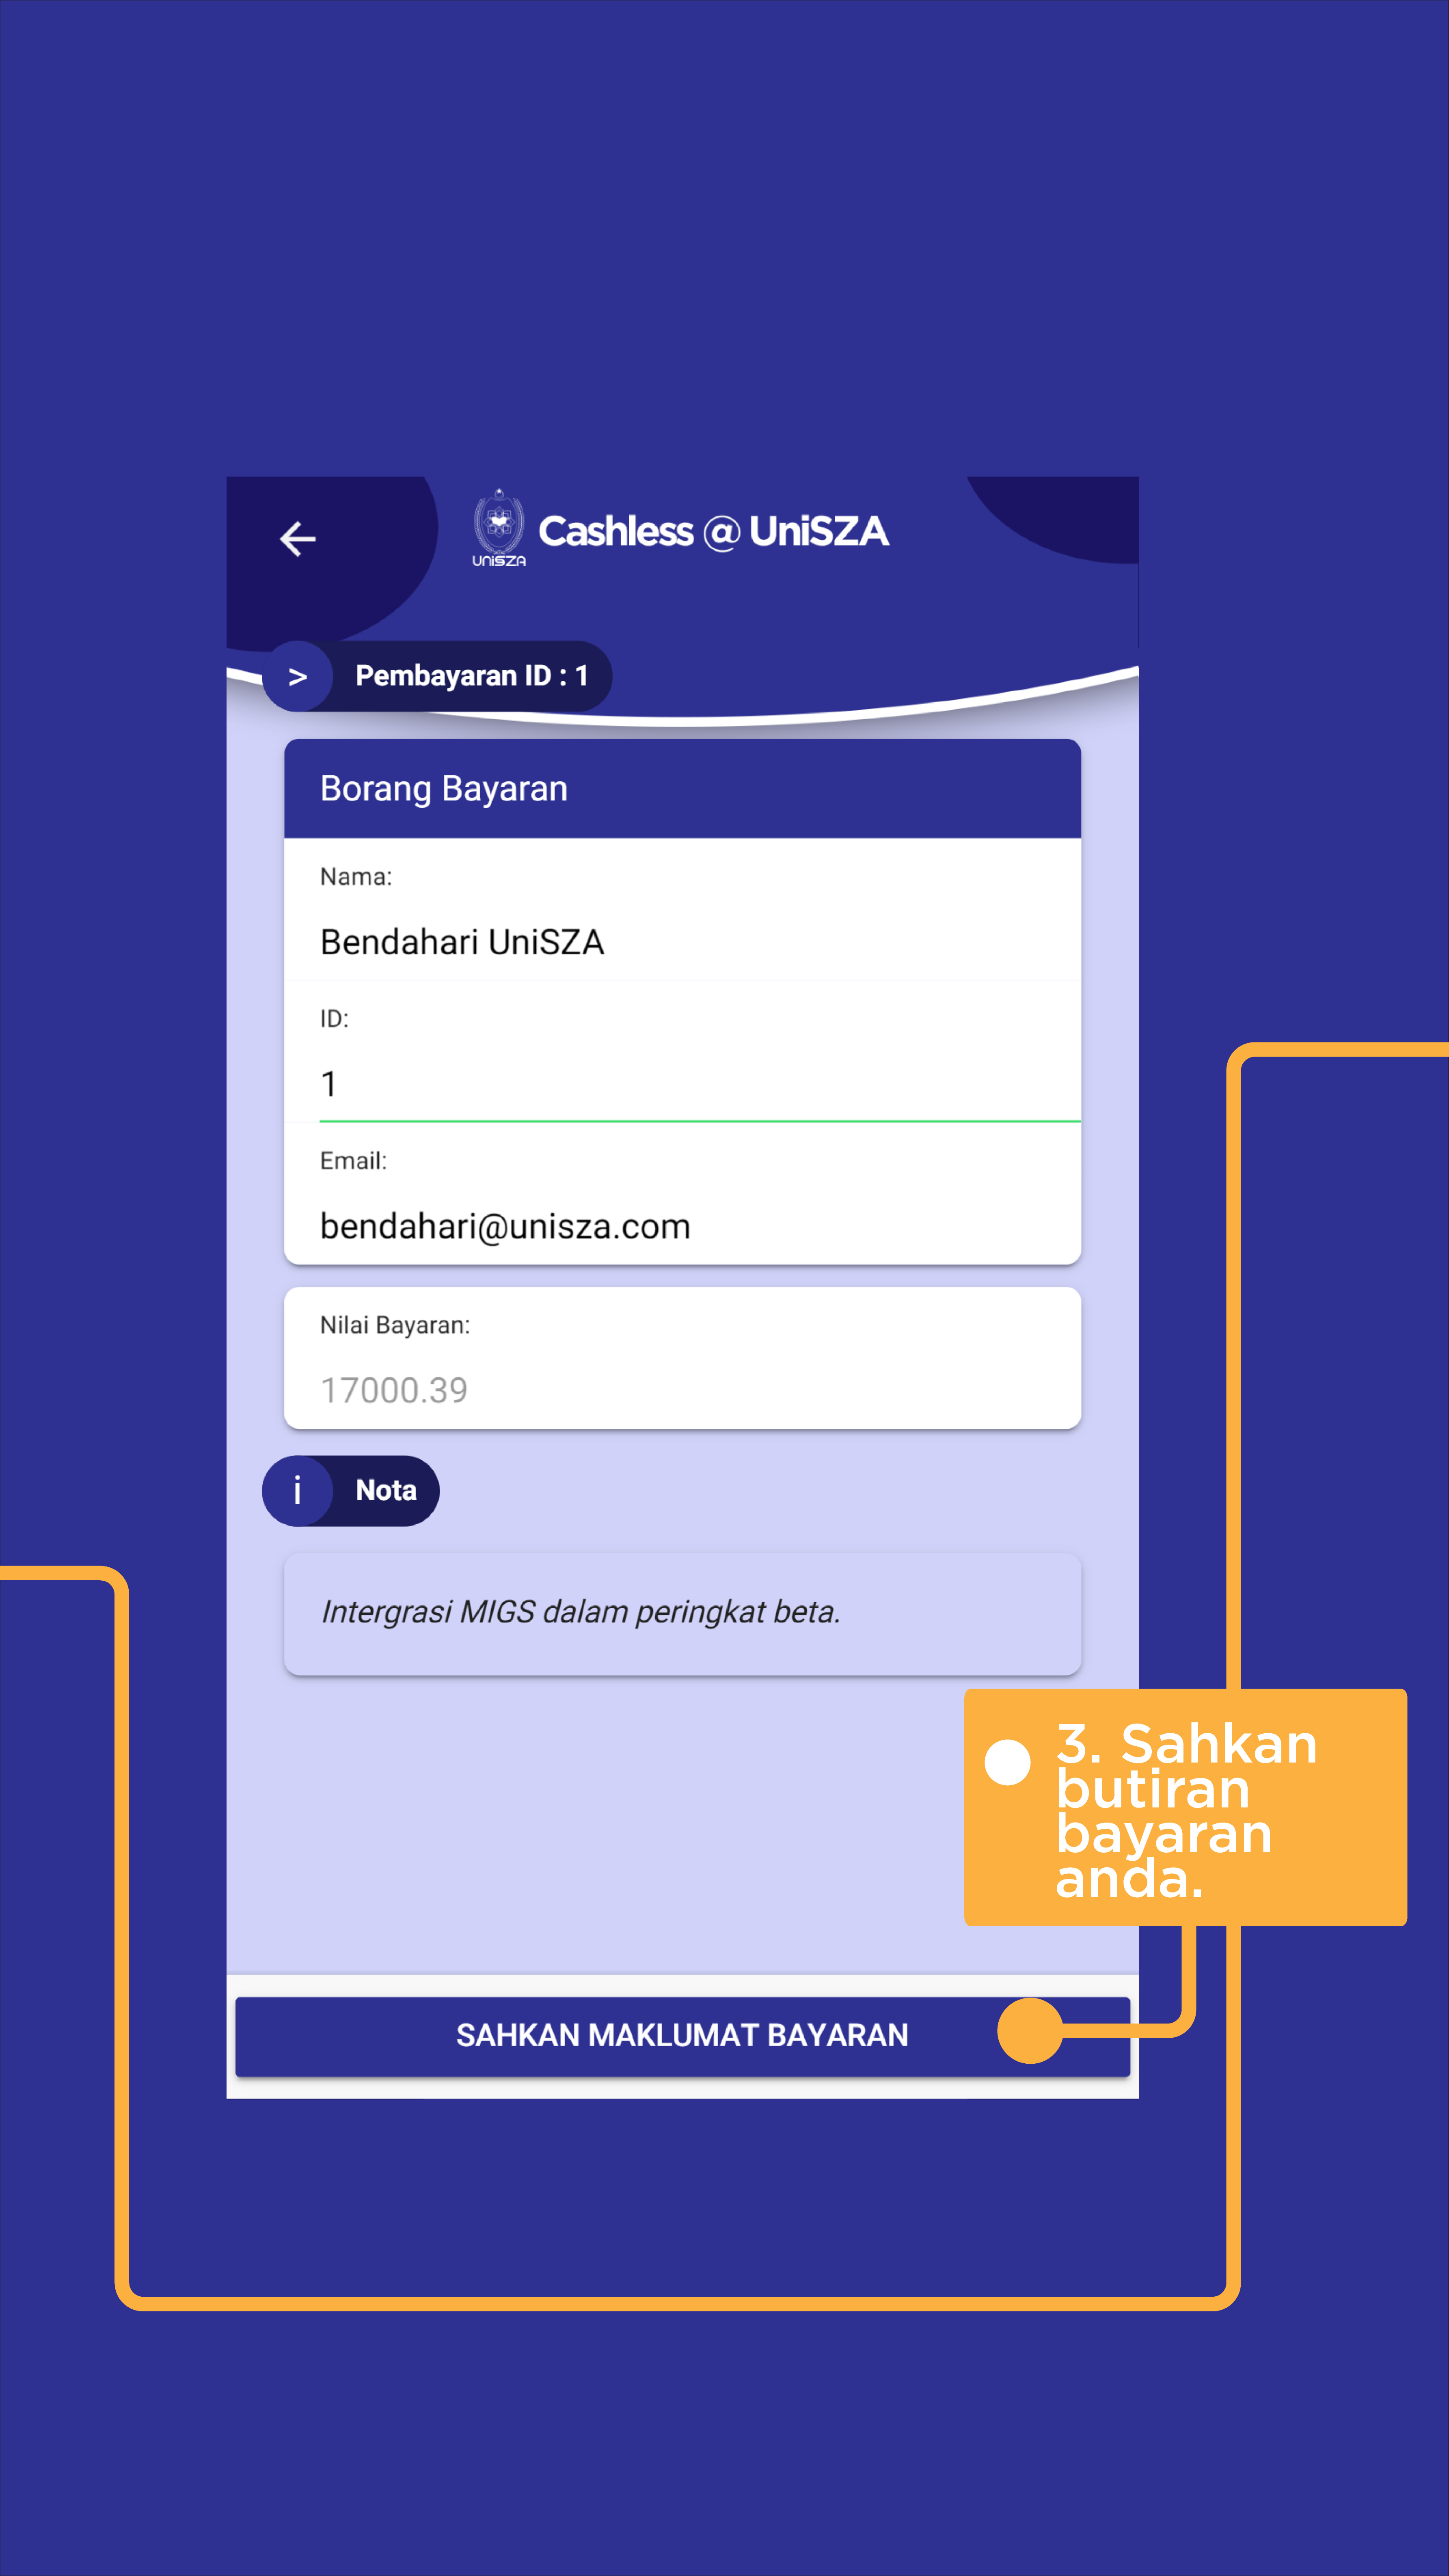 UNISZA
Cashless @ UniSZA
> Pembayaran ID : 1
Borang Bayaran
Nama:
Bendahari UniSZA
ID:
1
Email:
bendahari@unisza.com
Nilai Bayaran:
17000.39
i Nota
Intergrasi MIGS dalam peringkat beta.
3. Sahkan
butiran
bayaran
anda.
SAHKAN MAKLUMAT BAYARAN